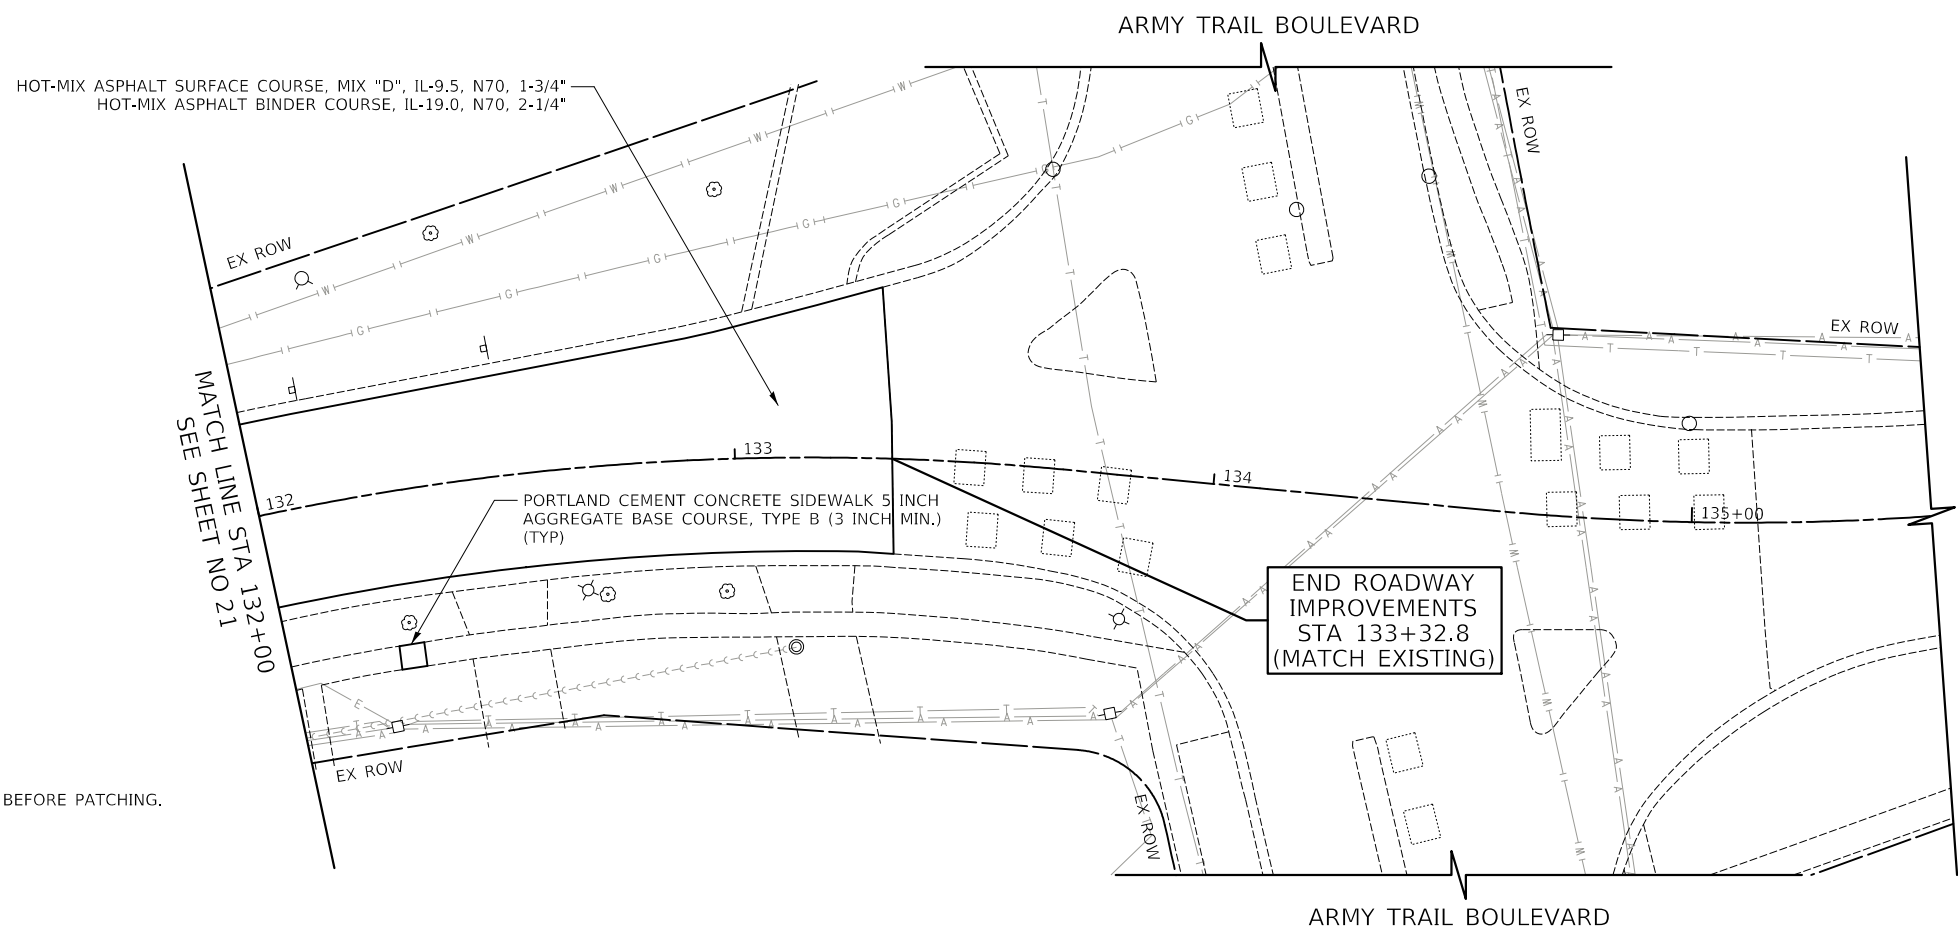 ARMY TRAIL BOULEVARD
HOT-MIX ASPHALT SURFACE COURSE, MIX "D", IL-9.5, N70, 1-3/4"
HOT-MIX ASPHALT BINDER COURSE, IL-19.0, N70, 2-1/4"
EX ROW
EX ROW
EX ROW
MATCH LINE STA 132+00
SEE SHEET NO 21
132
133
134
135+00
PORTLAND CEMENT CONCRETE SIDEWALK 5 INCH
AGGREGATE BASE COURSE, TYPE B (3 INCH MIN.)
(TYP)
END ROADWAY
IMPROVEMENTS
STA 133+32.8
(MATCH EXISTING)
EX ROW
EX ROW
BEFORE PATCHING.
ARMY TRAIL BOULEVARD